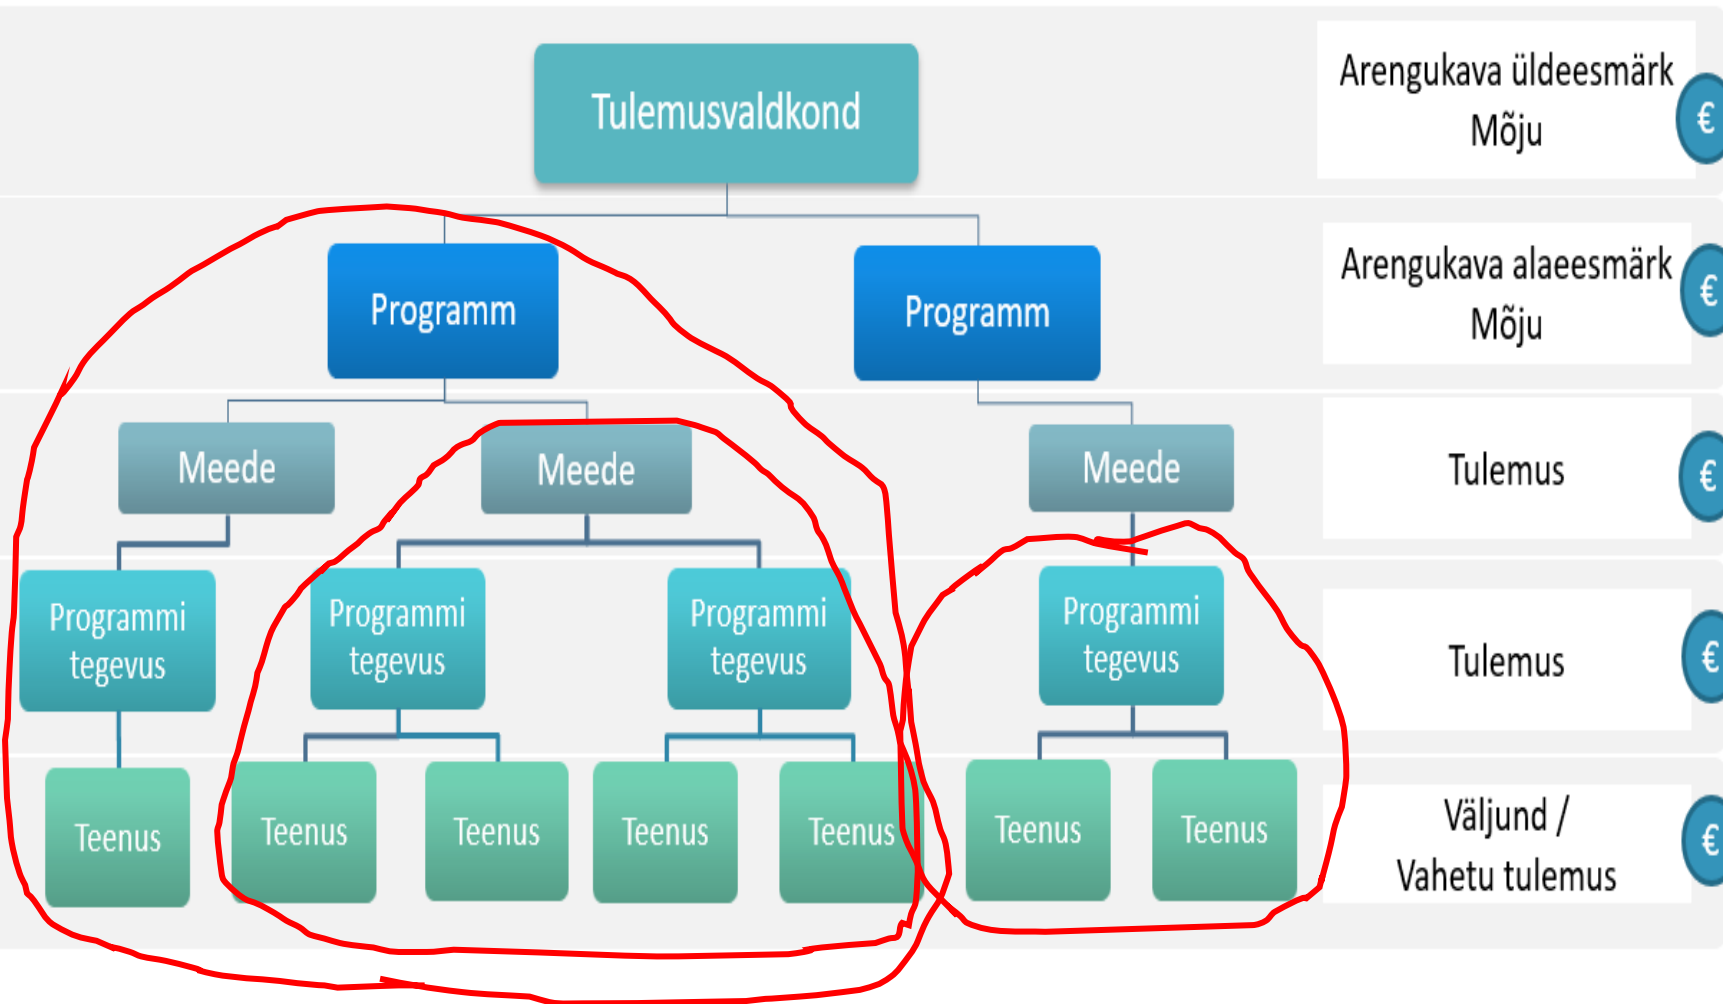 Tulemusvaldkond
Arengukava üldeesmärk
Mõju
€
Programm
Programm
Arengukava alaeesmärk
Mõju
€
Meede
Meede
Meede
Tulemus
€
Programmi
tegevus
Programmi
tegevus
Programmi
tegevus
Programmi
tegevus
Tulemus
€
Teenus
Teenus
Teenus
Teenus
Teenus
Teenus
Teenus
Väljund /
Vahetu tulemus
€